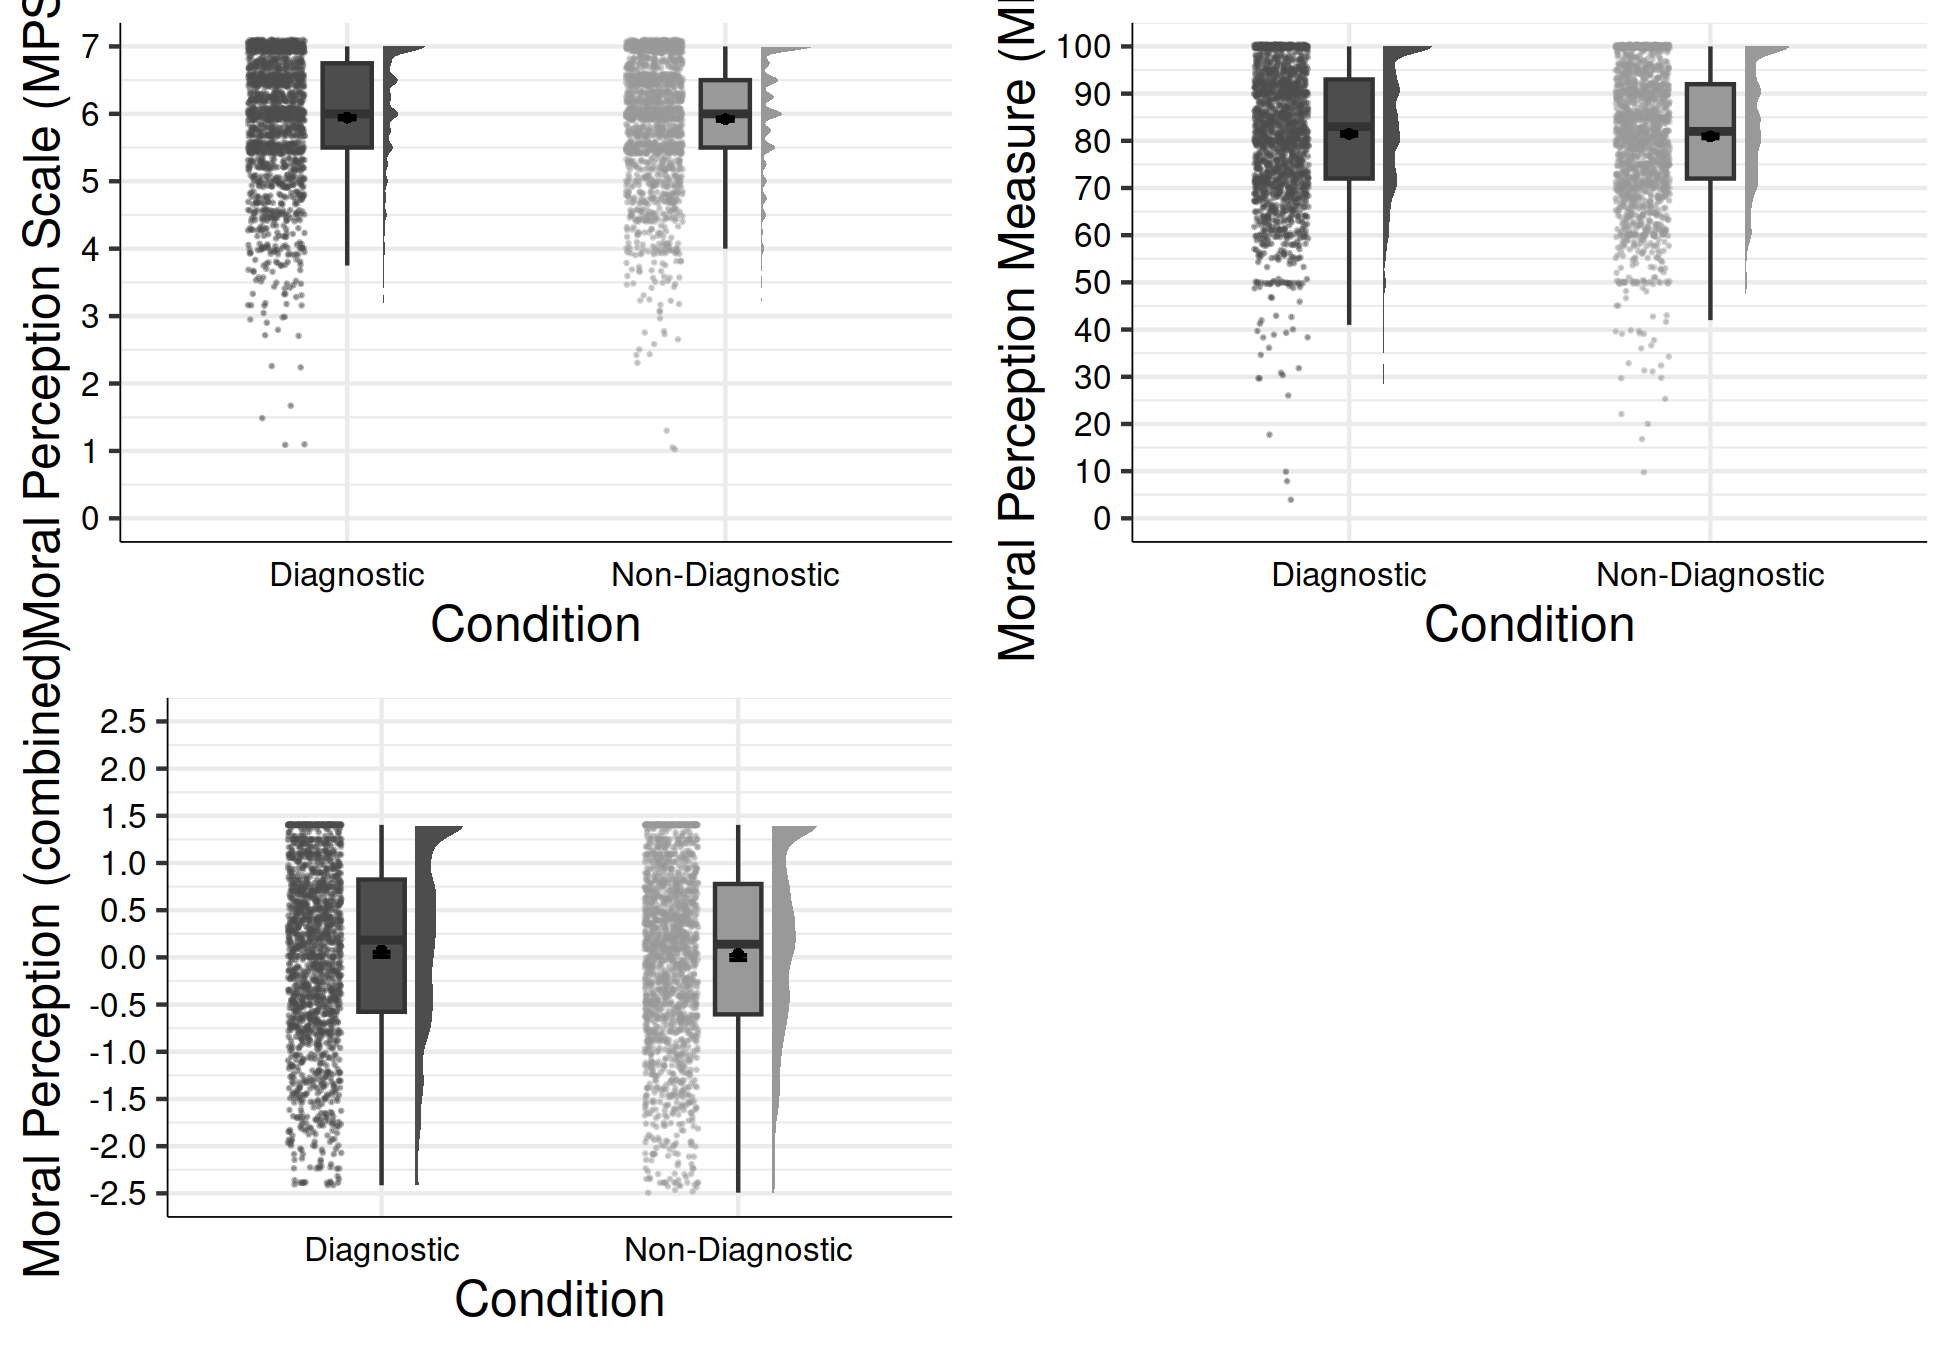 Moral Perception Scale (MPS
7
6
5
4
3
2
1
0
Diagnostic
Non-Diagnostic
Condition
Moral Perception Measure (M
100
90
80
70
60
50
40
30
20
10
0
Diagnostic
Non-Diagnostic
Condition
Moral Perception (combined)
2.5
2.0
1.5
1.0
0.5
0.0
-0.5
-1.0
-1.5
-2.0
-2.5
Diagnostic
Non-Diagnostic
Condition